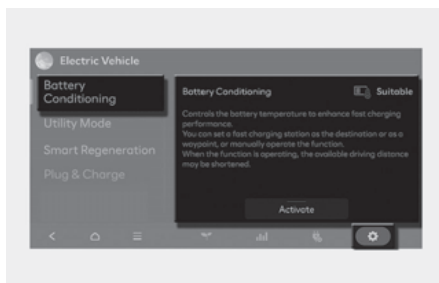 Electric Vehicle
Battery
Conditioning
Utility Mode
Smart Regeneration
Plug & Charge
Battery Conditioning
Suitable
Controls the battery temperature to enhance fast charging
performance.
You can set a fast charging station as the destination or as a
waypoint, or manually operate the function.
When the function is operating, the available driving distance
may be shortened.
Activate